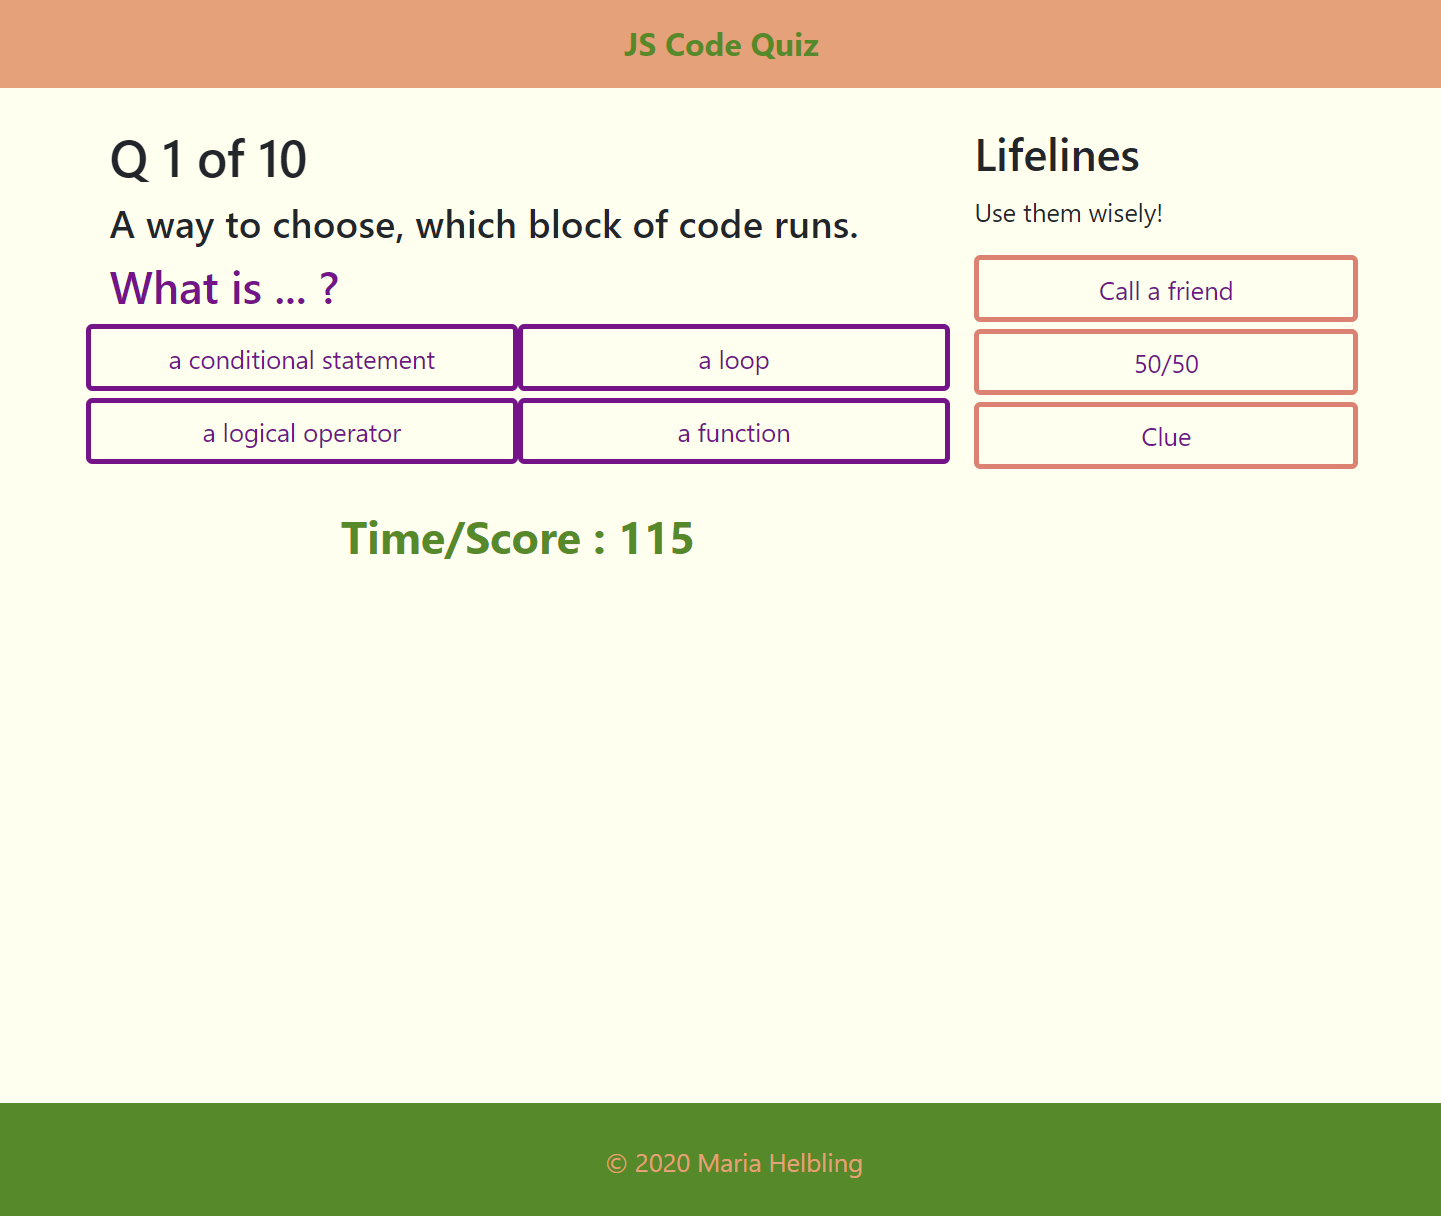 JS Code Quiz
Q 1 of 10
A way to choose, which block of code runs.
What is ... ?
a conditional statement
a loop
a logical operator
a function
Time/Score : 115
Lifelines
Use them wisely!
Call a friend
50/50
Clue
© 2020 Maria Helbling